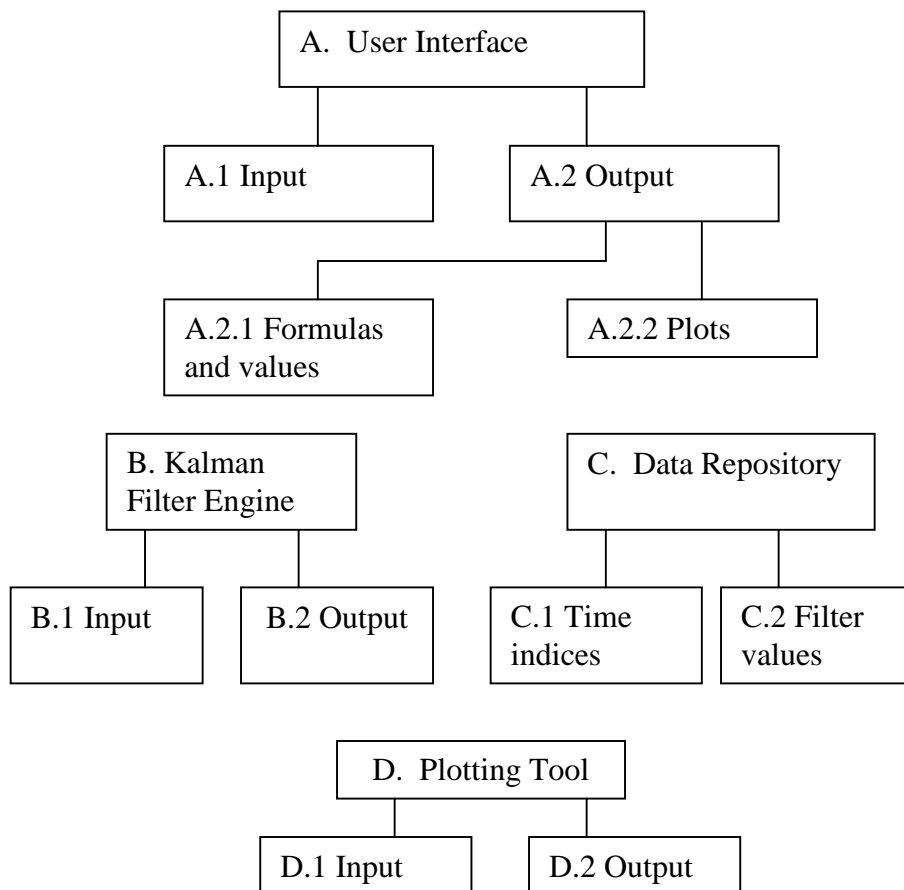 A. User Interface
A.1 Input
A.2 Output
A.2.1 Formulas
and values
A.2.2 Plots
B. Kalman
Filter Engine
C. Data Repository
B.1 Input
B.2 Output
C.1 Time
indices
C.2 Filter
values
D. Plotting Tool
D.1 Input
D.2 Output